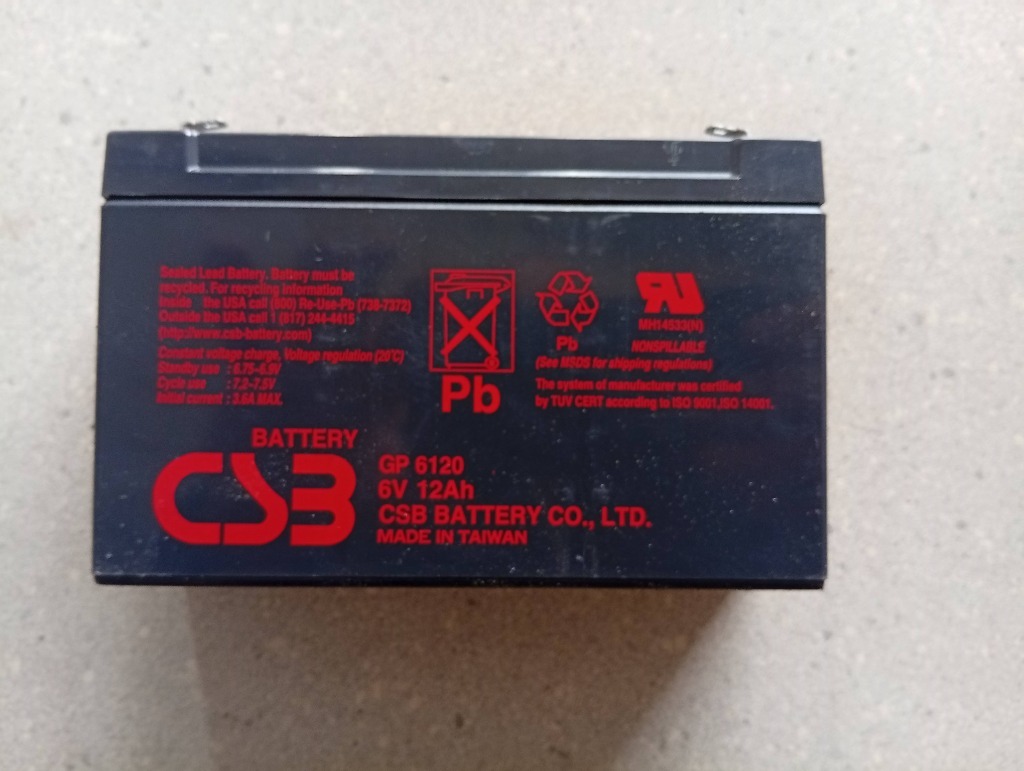 Sealed Lead Battery. Battery must be
recycled. For recycling information
Inside the USA call (800) Re-Use-Pb (738-7372)
Outside the USA call 1 (817) 244-4415
(http://www.csb-battery.com)
Constant voltage charge, Voltage regulation (20°C)
Standby use : 6.75-6.9V
Cycle use : 7.2-7.5V
Initial current : 3.6A MAX.
Pb
Pb
RU
MH14533(N)
NONSPILLABLE
(See MSDS for shipping regulations)
The system of manufacturer was certified
by TUV CERT according to ISO 9001,ISO 14001.
BATTERY
CSB
GP 6120
6V 12Ah
CSB BATTERY CO., LTD.
MADE IN TAIWAN